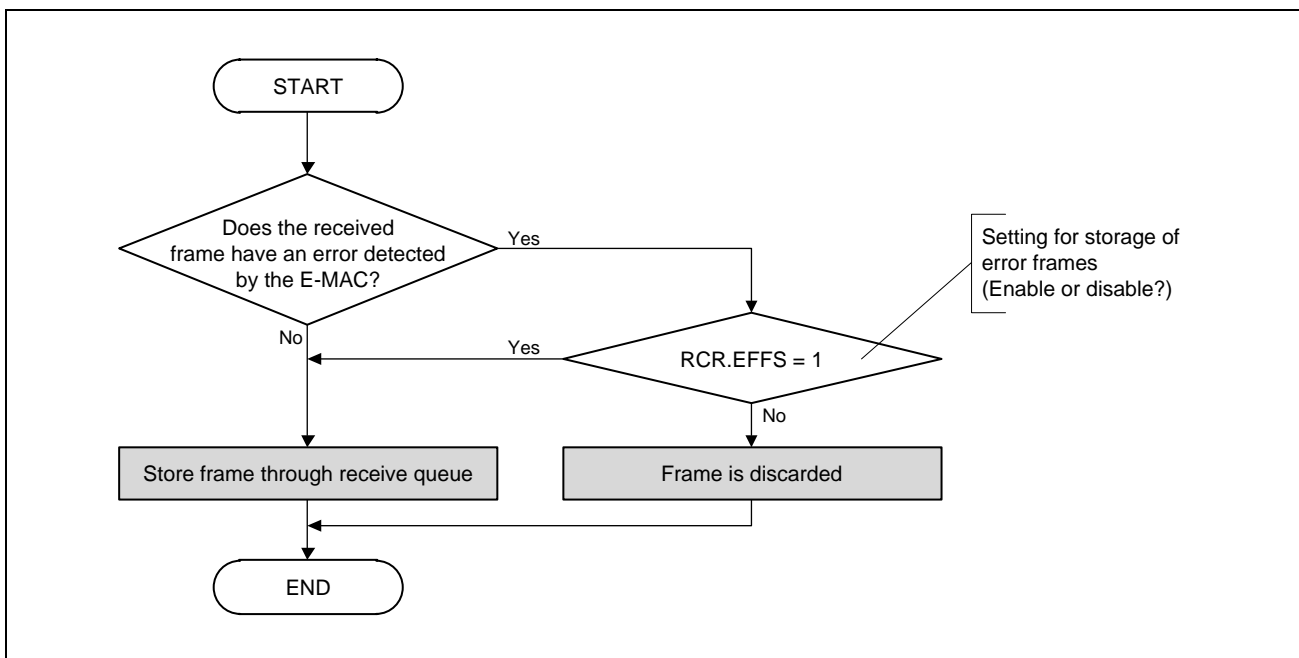 START
Does the received
frame have an error detected
by the E-MAC?
Yes
No
Setting for storage of
error frames
(Enable or disable?)
Yes
RCR.EFFS = 1
No
Store frame through receive queue
Frame is discarded
END